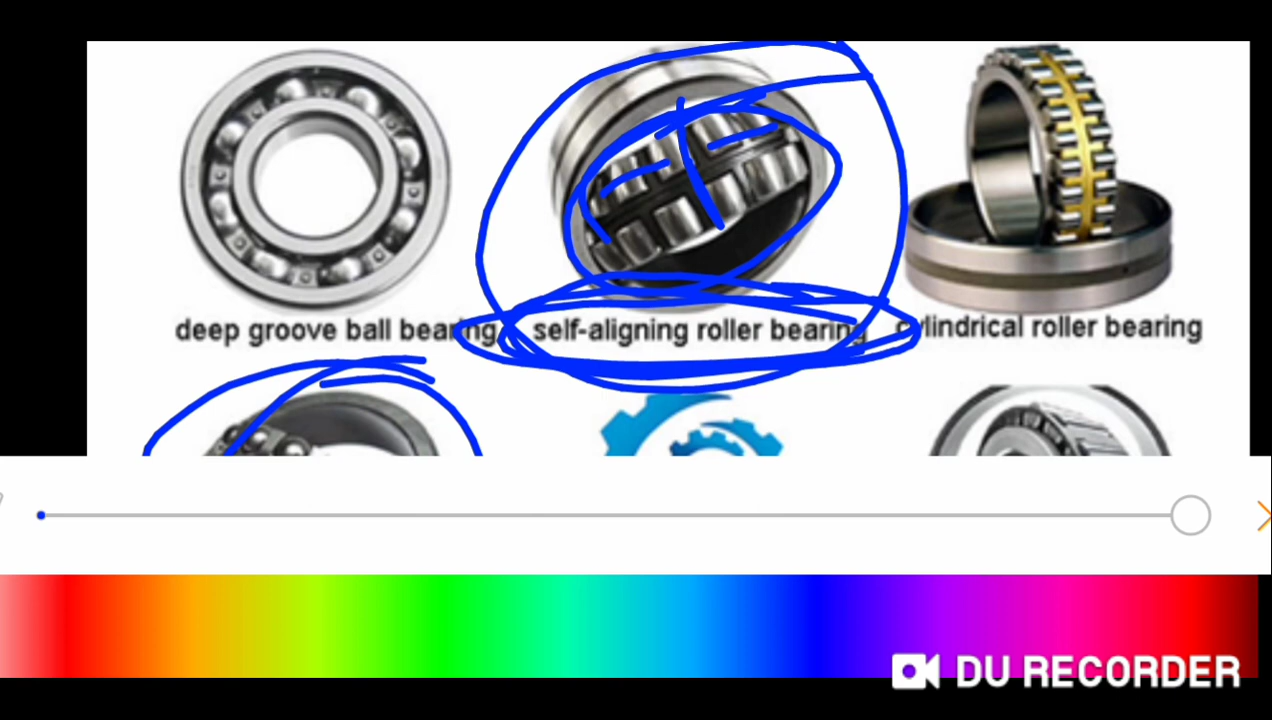 deep groove ball bearing
self-aligning roller bearing
cylindrical roller bearing
DU RECORDER